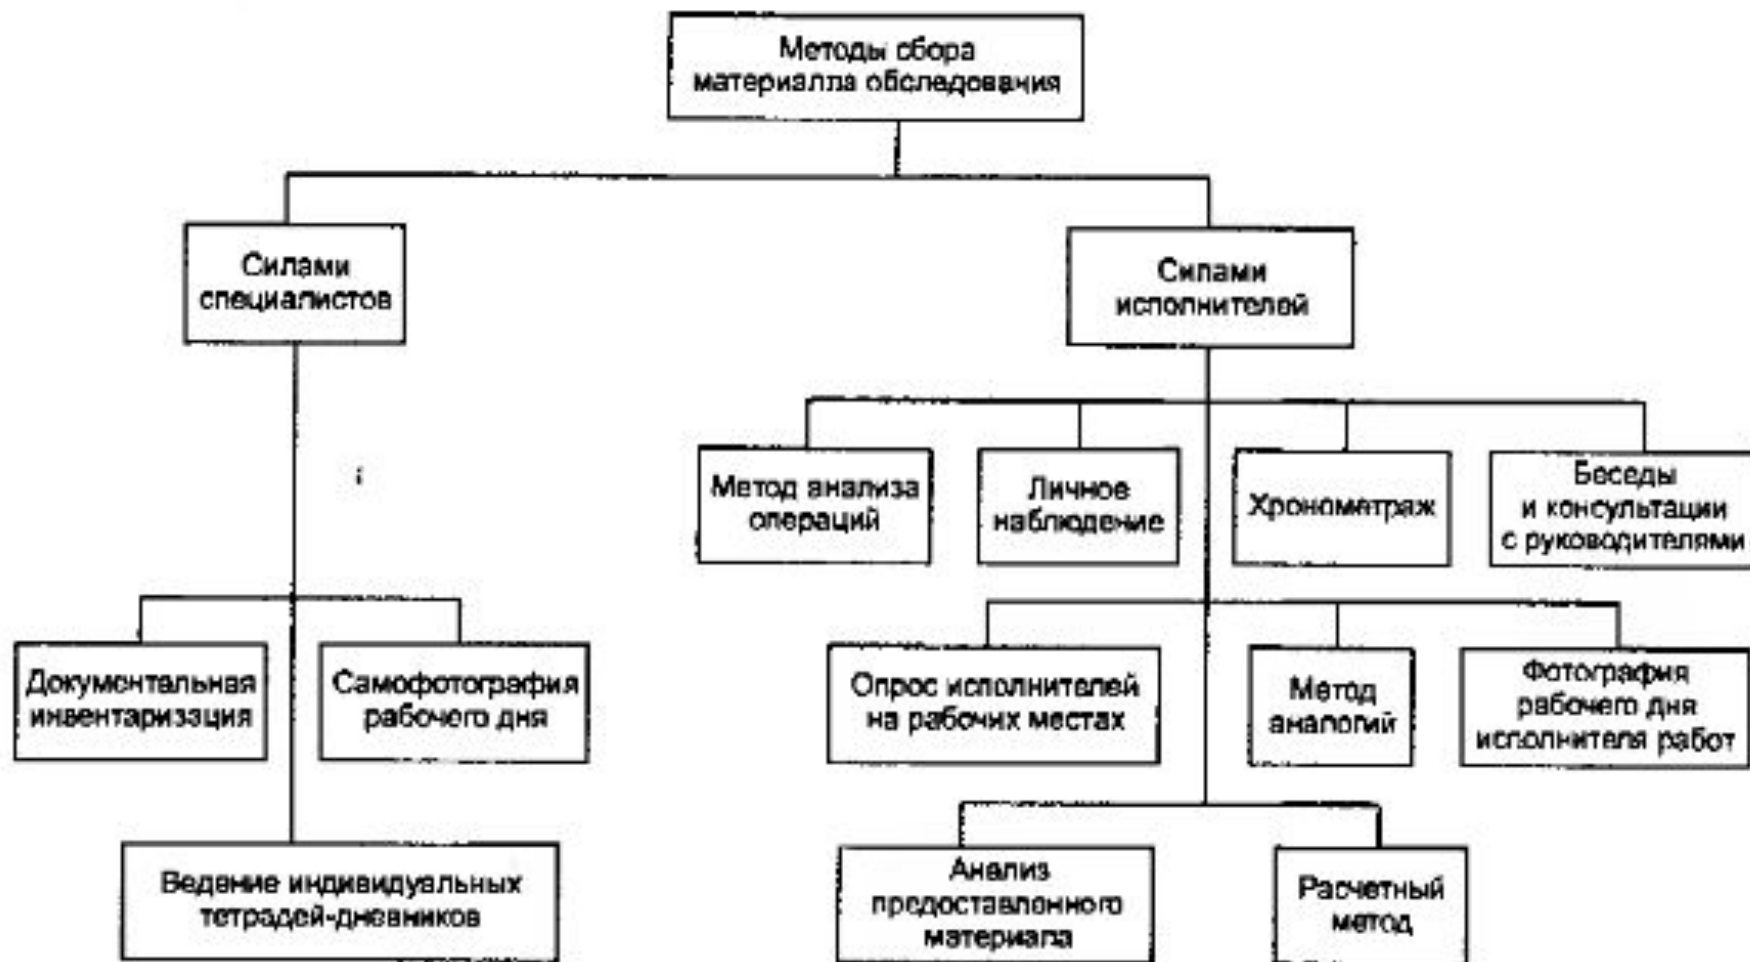 Методы сбора
материалла обследования
Силами
специалистов
Силами
исполнителей
Метод анализа
операций
Личное
наблюдение
Хронометраж
Беседы
и консультации
с руководителями
Документальная
инвентаризация
Самофотография
рабочего дня
Опрос исполнителей
на рабочих местах
Метод
аналогий
Фотография
рабочего дня
исполнителя работ
Ведение индивидуальных
тетрадей-дневников
Анализ
предоставленного
материала
Расчетный
метод